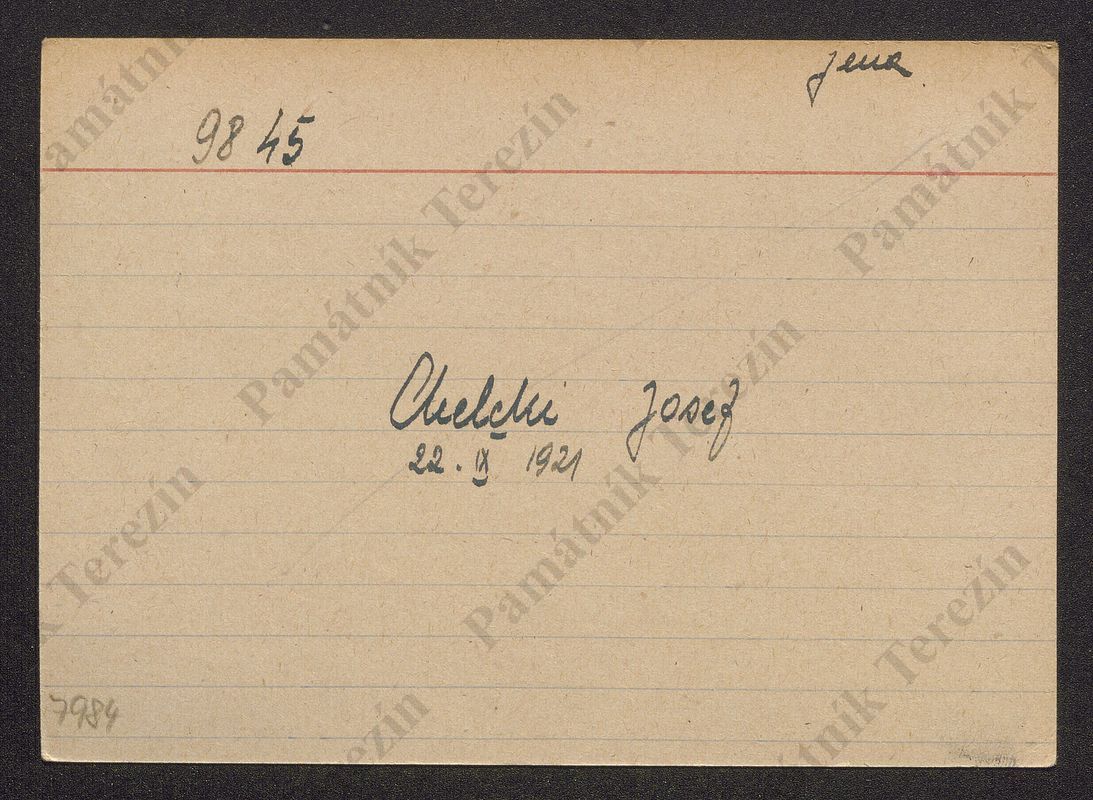 Jena
98 45
Chelcki Josef
22. IX 1921
7984
Památník Terezín